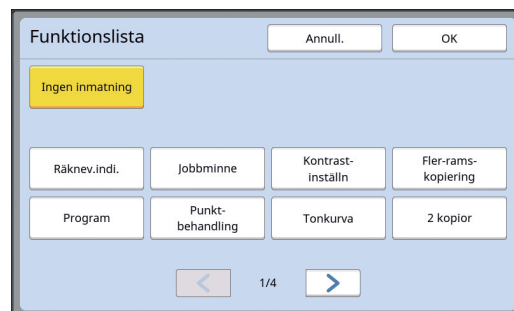 Funktionslista
Annull.
OK
Ingen inmatning
Räknev.indi.
Jobbminne
Kontrast-
inställn
Fler-rams-
kopiering
Program
Punkt-
behandling
Tonkurva
2 kopior
1/4